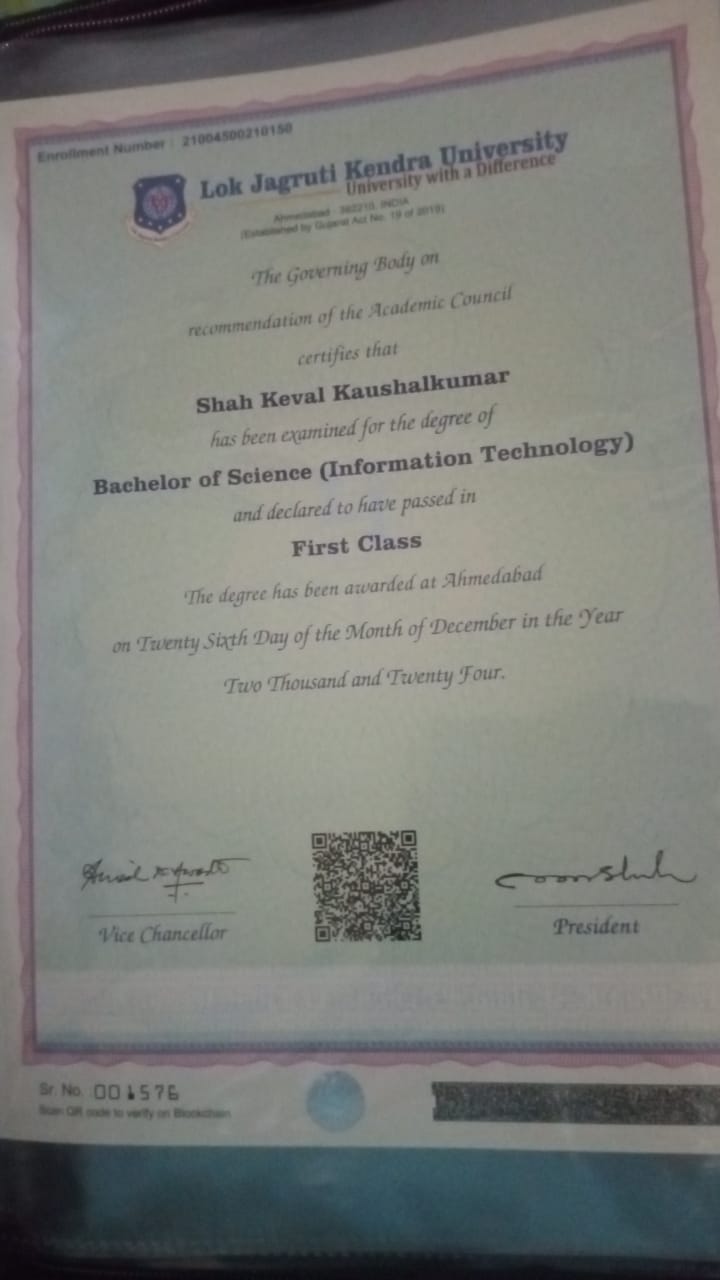 Enrollment Number : 21004500210150
Lok Jagruti Kendra University
University with a Difference
Ahmedabad - 382210, INDIA
(Established by Gujarat Act No. 19 of 2019)
The Governing Body on
recommendation of the Academic Council
certifies that
Shah Keval Kaushalkumar
has been examined for the degree of
Bachelor of Science (Information Technology)
and declared to have passed in
First Class
The degree has been awarded at Ahmedabad
on Twenty Sixth Day of the Month of December in the Year
Two Thousand and Twenty Four.
Vice Chancellor
President
Sr. No. 001576
Scan QR code to verify on Blockchain